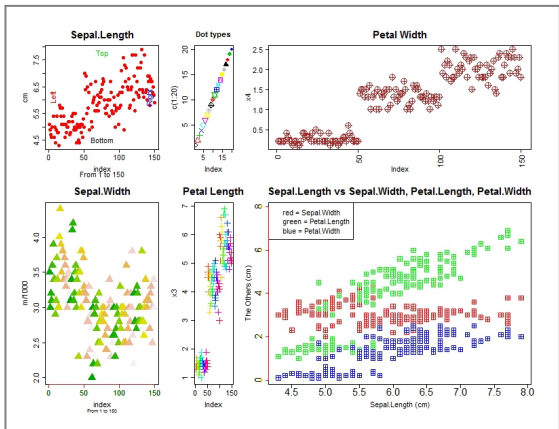 Sepal.Length
Top
Left
Bottom
cm
4.5
5.5
6.5
7.5
0
50
100
150
index
From 1 to 150
Dot types
c(1:20)
5
10
15
20
5
15
Index
Petal Width
x4
0.5
1.0
1.5
2.0
2.5
0
50
100
150
Index
Sepal.Width
m/1000
2.0
2.5
3.0
3.5
4.0
0
50
100
150
index
From 1 to 150
Petal Length
x3
1
2
3
4
5
6
7
0
50
150
Index
Sepal.Length vs Sepal.Width, Petal.Length, Petal.Width
red = Sepal.Width
green = Petal.Length
blue = Petal.Width
The Others (cm)
0
2
4
6
8
4.5
5.0
5.5
6.0
6.5
7.0
7.5
8.0
Sepal.Length (cm)